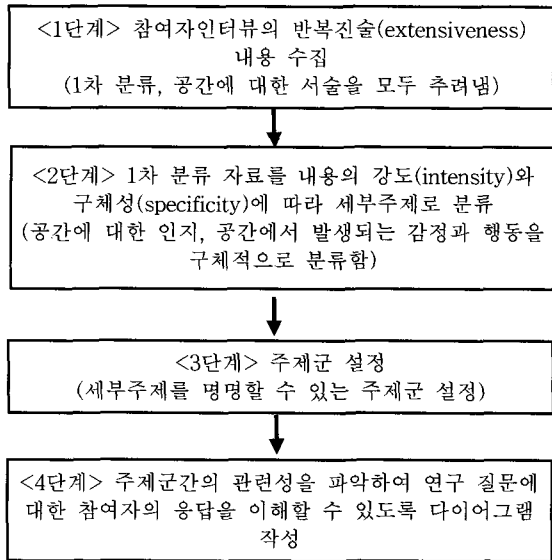 <1단계> 참여자인터뷰의 반복진술(extensiveness)
내용 수집
(1차 분류, 공간에 대한 서술을 모두 추려냄)
<2단계> 1차 분류 자료를 내용의 강도(intensity)와
구체성(specificity)에 따라 세부주제로 분류
(공간에 대한 인지, 공간에서 발생되는 감정과 행동을
구체적으로 분류함)
<3단계> 주제군 설정
(세부주제를 명명할 수 있는 주제군 설정)
<4단계> 주제군간의 관련성을 파악하여 연구 질문에
대한 참여자의 응답을 이해할 수 있도록 다이어그램
작성